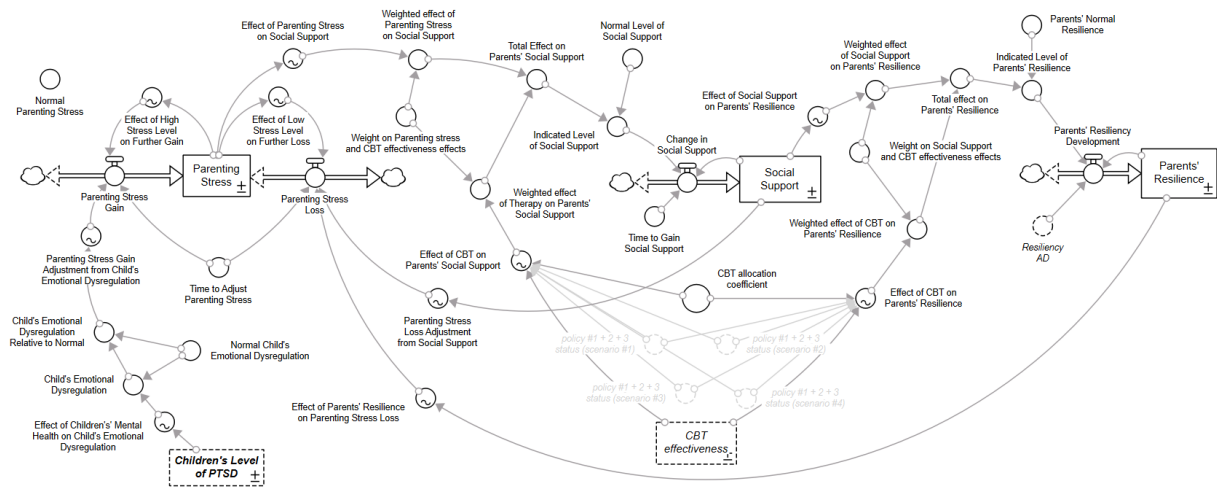 Normal
Parenting Stress
Effect of Parenting Stress
on Social Support
Weighted effect of
Parenting Stress
on Social Support
Effect of High
Stress Level
on Further Gain
Effect of Low
Stress Level
on Further Loss
Weight on Parenting stress
and CBT effectiveness effects
Total Effect on
Parents' Social Support
Normal Level of
Social Support
Indicated Level
of Social Support
Change in
Social Support
Effect of Social Support
on Parents' Resilience
Weighted effect
of Social Support
on Parents' Resilience
Total effect on
Parents' Resilience
Parents' Normal
Resilience
Indicated Level of
Parents' Resilience
Parents' Resiliency
Development
Weight on Social Support
and CBT effectiveness effects
Parenting
Stress
Parenting Stress
Gain
Parenting Stress
Loss
Social
Support
Parents'
Resilience
Weighted effect
of Therapy on Parents'
Social Support
Time to Gain
Social Support
Weighted effect of CBT on
Parents' Resilience
Resiliency
AD
Parenting Stress Gain
Adjustment from Child's
Emotional Dysregulation
Time to Adjust
Parenting Stress
Effect of CBT on
Parents' Social Support
CBT allocation
coefficient
Effect of CBT on
Parents' Resilience
Parenting Stress
Loss Adjustment
from Social Support
Child's Emotional
Dysregulation
Relative to Normal
Normal Child's
Emotional Dysregulation
Child's Emotional
Dysregulation
policy #1 + 2 + 3
status (scenario #1)
policy #1 + 2 + 3
status (scenario #2)
policy #1 + 2 + 3
status (scenario #3)
policy #1 + 2 + 3
status (scenario #4)
Effect of Parents' Resilience
on Parenting Stress Loss
Effect of Children's' Mental
Health on Child's Emotional
Dysregulation
Children's Level
of PTSD
CBT
effectiveness